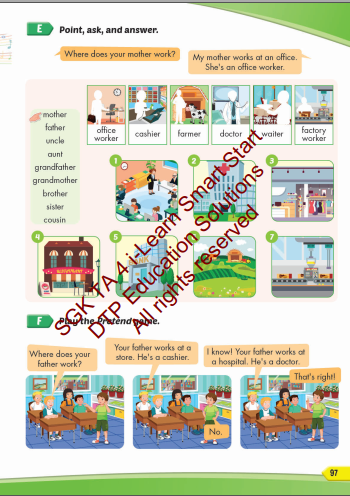 E Point, ask, and answer.
Where does your mother work?
My mother works at an office.
She's an office worker.
mother
father
uncle
aunt
grandfather
grandmother
brother
sister
cousin
office
worker
cashier
farmer
doctor
waiter
factory
worker
1
2
3
4
5
7
RESTAURANT
SGK TA 4 i-Learn Smart Start
DTP Education Solutions
All rights reserved
F Play the Pretend game.
Where does your
father work?
Your father works at a
store. He's a cashier.
No.
I know! Your father works at
a hospital. He's a doctor.
That's right!
97